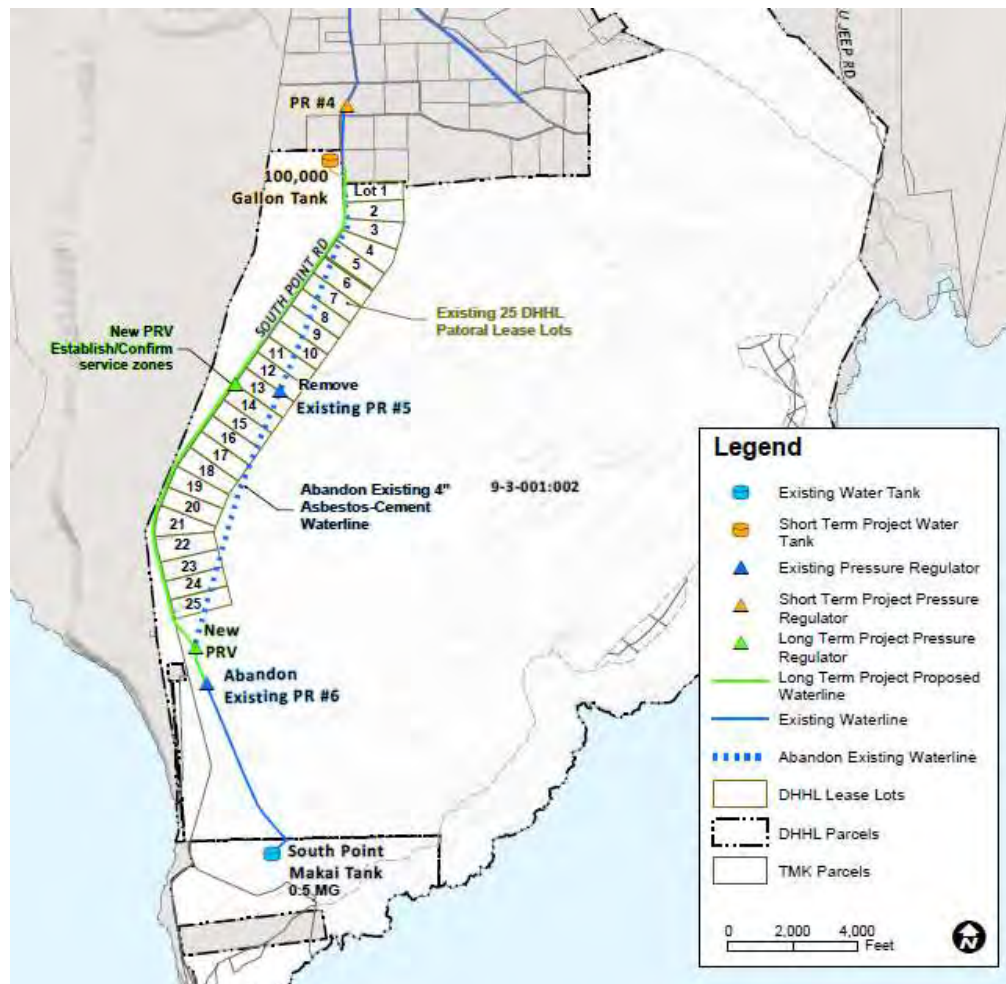 U JEEP RD
PR #4
100,000
Gallon Tank
Lot 1
2
3
4
5
6
7
8
9
10
11
12
13
14
15
16
17
18
19
20
21
22
23
24
25
SOUTH POINT RD
Existing 25 DHHL
Patoral Lease Lots
New PRV
Establish/Confirm
service zones
Remove
Existing PR #5
Abandon Existing 4"
Asbestos-Cement
Waterline
9-3-001:002
New
PRV
Abandon
Existing PR #6
South Point
Makai Tank
0.5 MG
Legend
Existing Water Tank
Short Term Project Water
Tank
Existing Pressure Regulator
Short Term Project Pressure
Regulator
Long Term Project Pressure
Regulator
Long Term Project Proposed
Waterline
Existing Waterline
Abandon Existing Waterline
DHHL Lease Lots
DHHL Parcels
TMK Parcels
0 2,000 4,000
Feet
N